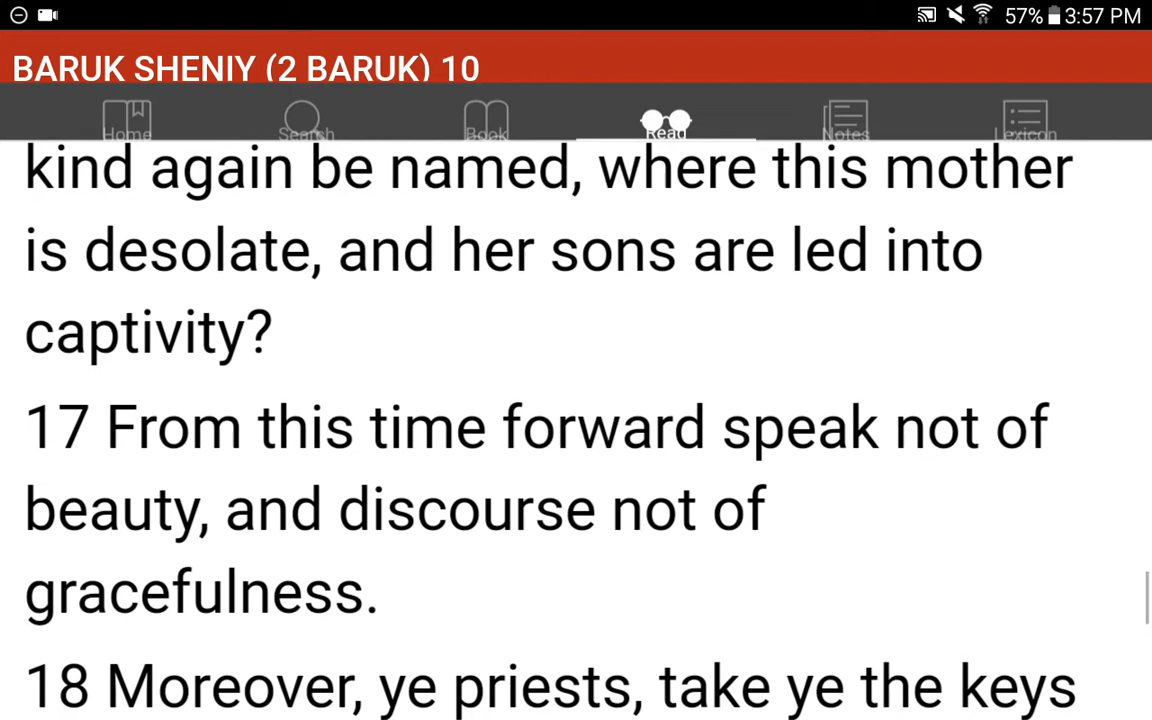 57% 3:57 PM
BARUK SHENIY (2 BARUK) 10
Home Search Book Read Notes Lexicon
kind again be named, where this mother
is desolate, and her sons are led into
captivity?
17 From this time forward speak not of
beauty, and discourse not of
gracefulness.
18 Moreover, ye priests, take ye the keys